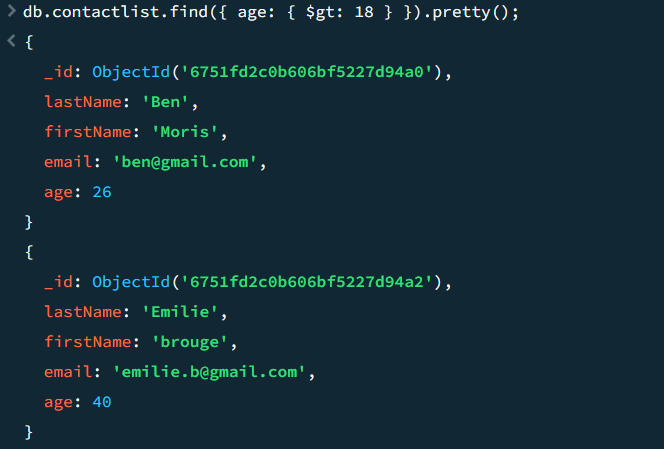 > db.contactlist.find({ age: { $gt: 18 } }).pretty();
< {
_id: ObjectId('6751fd2c0b606bf5227d94a0'),
lastName: 'Ben',
firstName: 'Moris',
email: 'ben@gmail.com',
age: 26
}
{
_id: ObjectId('6751fd2c0b606bf5227d94a2'),
lastName: 'Emilie',
firstName: 'brouge',
email: 'emilie.b@gmail.com',
age: 40
}